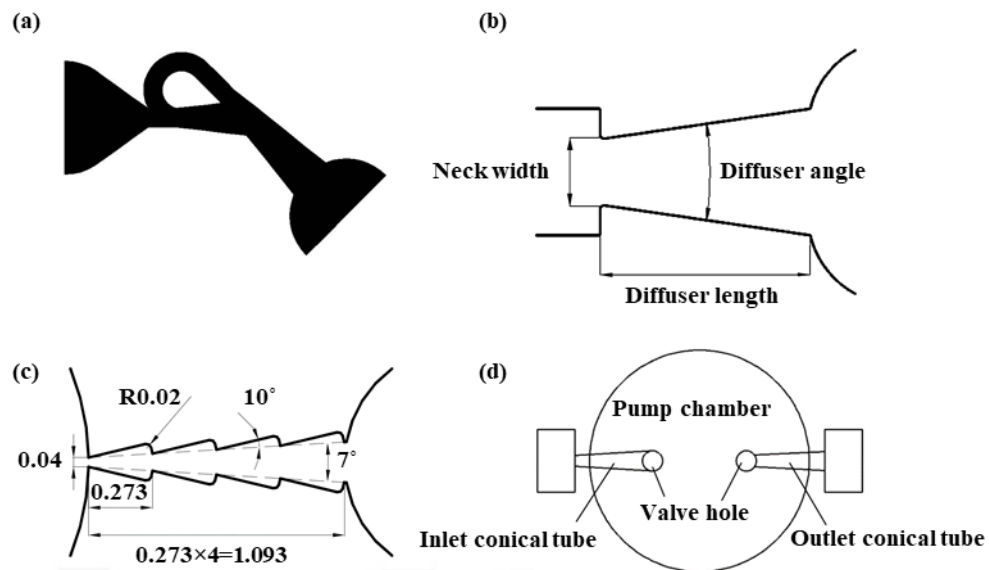 (a)
(b)
Neck width
Diffuser angle
Diffuser length
(c)
R0.02
10°
0.04
7°
0.273
0.273×4=1.093
(d)
Pump chamber
Valve hole
Inlet conical tube
Outlet conical tube